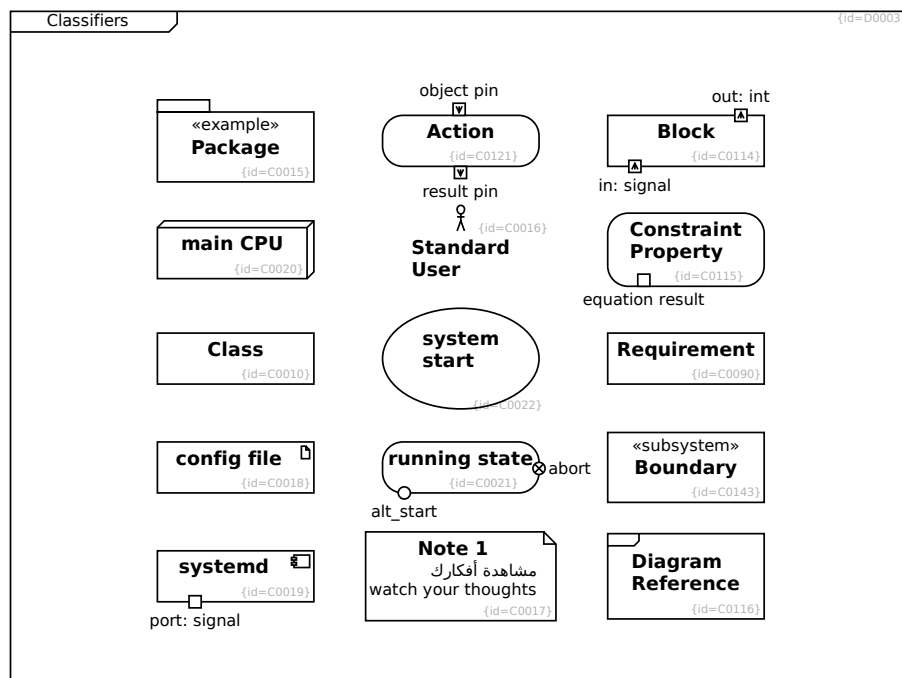 Classifiers
{id=D0003
«example»
Package
{id=C0015}
object pin
Action
{id=C0121}
result pin
out: int
Block
{id=C0114}
in: signal
main CPU
{id=C0020}
{id=C0016}
Standard
User
Constraint
Property
{id=C0115}
equation result
Class
{id=C0010}
system
start
{id=C0022}
Requirement
{id=C0090}
config file
{id=C0018}
running state
{id=C0021}
abort
alt_start
«subsystem»
Boundary
{id=C0143}
systemd
{id=C0019}
port: signal
Note 1
مشاهدة أفكارك
watch your thoughts
{id=C0017}
Diagram
Reference
{id=C0116}